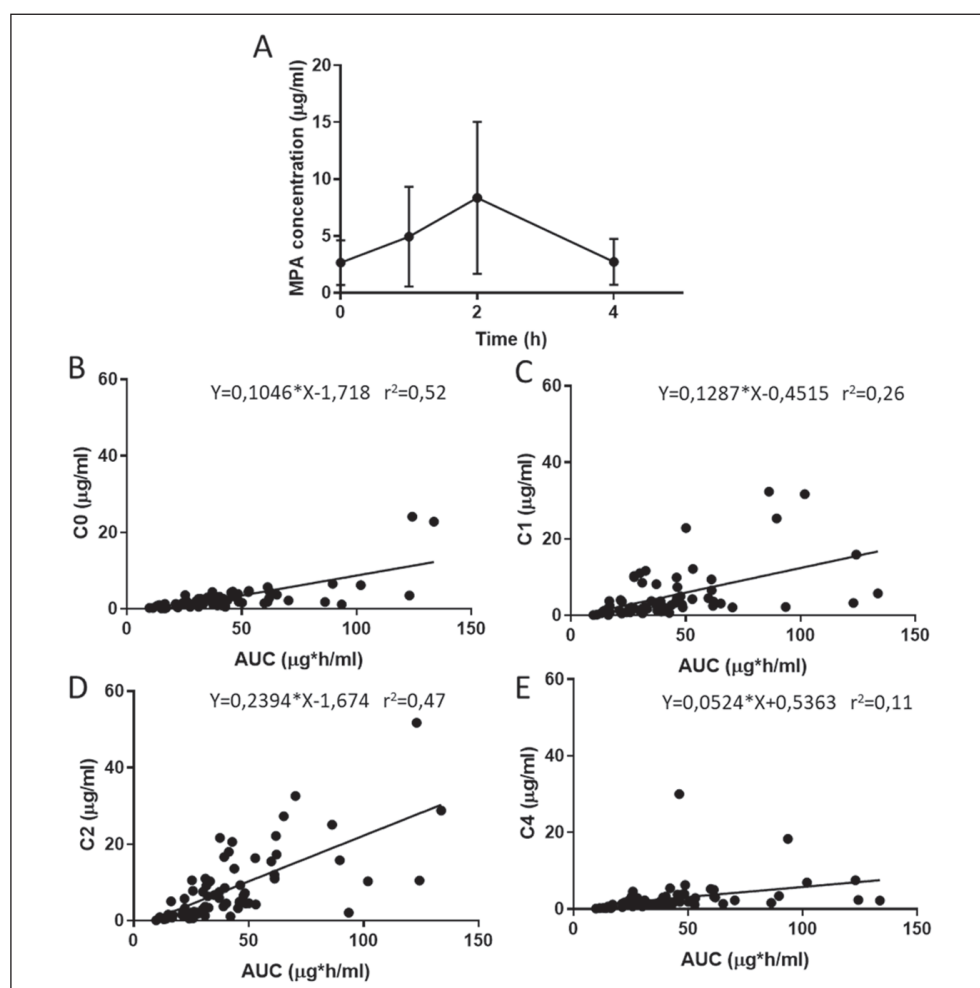 A
MPA concentration (μg/ml)
20
15
10
5
0
0 2 4
Time (h)
B
Y=0,1046*X-1,718 r²=0,52
C0 (μg/ml)
60
40
20
0
0 50 100 150
AUC (μg*h/ml)
C
Y=0,1287*X-0,4515 r²=0,26
C1 (μg/ml)
60
40
20
0
0 50 100 150
AUC (μg*h/ml)
D
Y=0,2394*X-1,674 r²=0,47
C2 (μg/ml)
60
40
20
0
0 50 100 150
AUC (μg*h/ml)
E
Y=0,0524*X+0,5363 r²=0,11
C4 (μg/ml)
60
40
20
0
0 50 100 150
AUC (μg*h/ml)